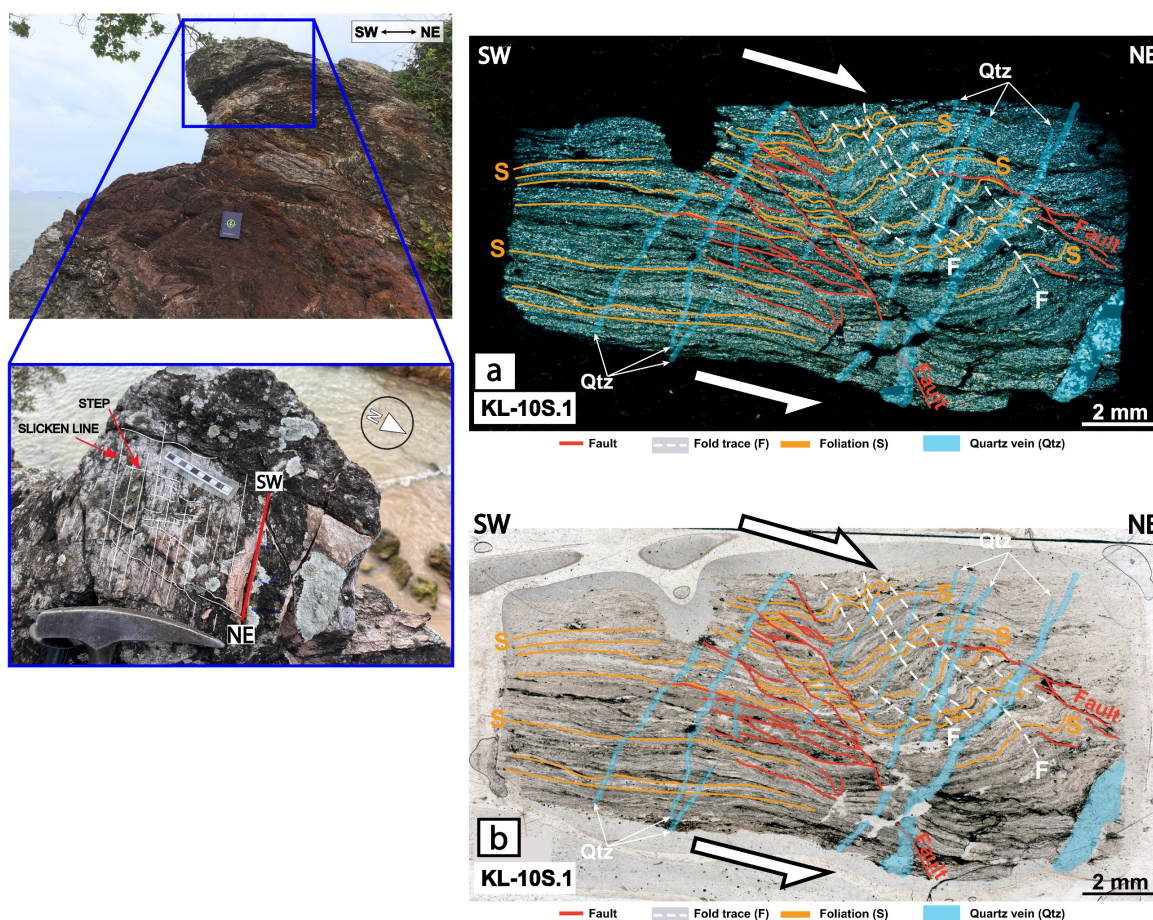 SW NE
STEP
SLICKEN LINE
N
SW
NE
SW
NE
Qtz
S
S
S
S
Fault
S
F
F
Qtz
Fault
a
KL-10S.1
2 mm
Fault
Fold trace (F)
Foliation (S)
Quartz vein (Qtz)
SW
NE
Qtz
S
S
S
S
Fault
S
F
F
Qtz
Fault
b
KL-10S.1
2 mm
Fault
Fold trace (F)
Foliation (S)
Quartz vein (Qtz)